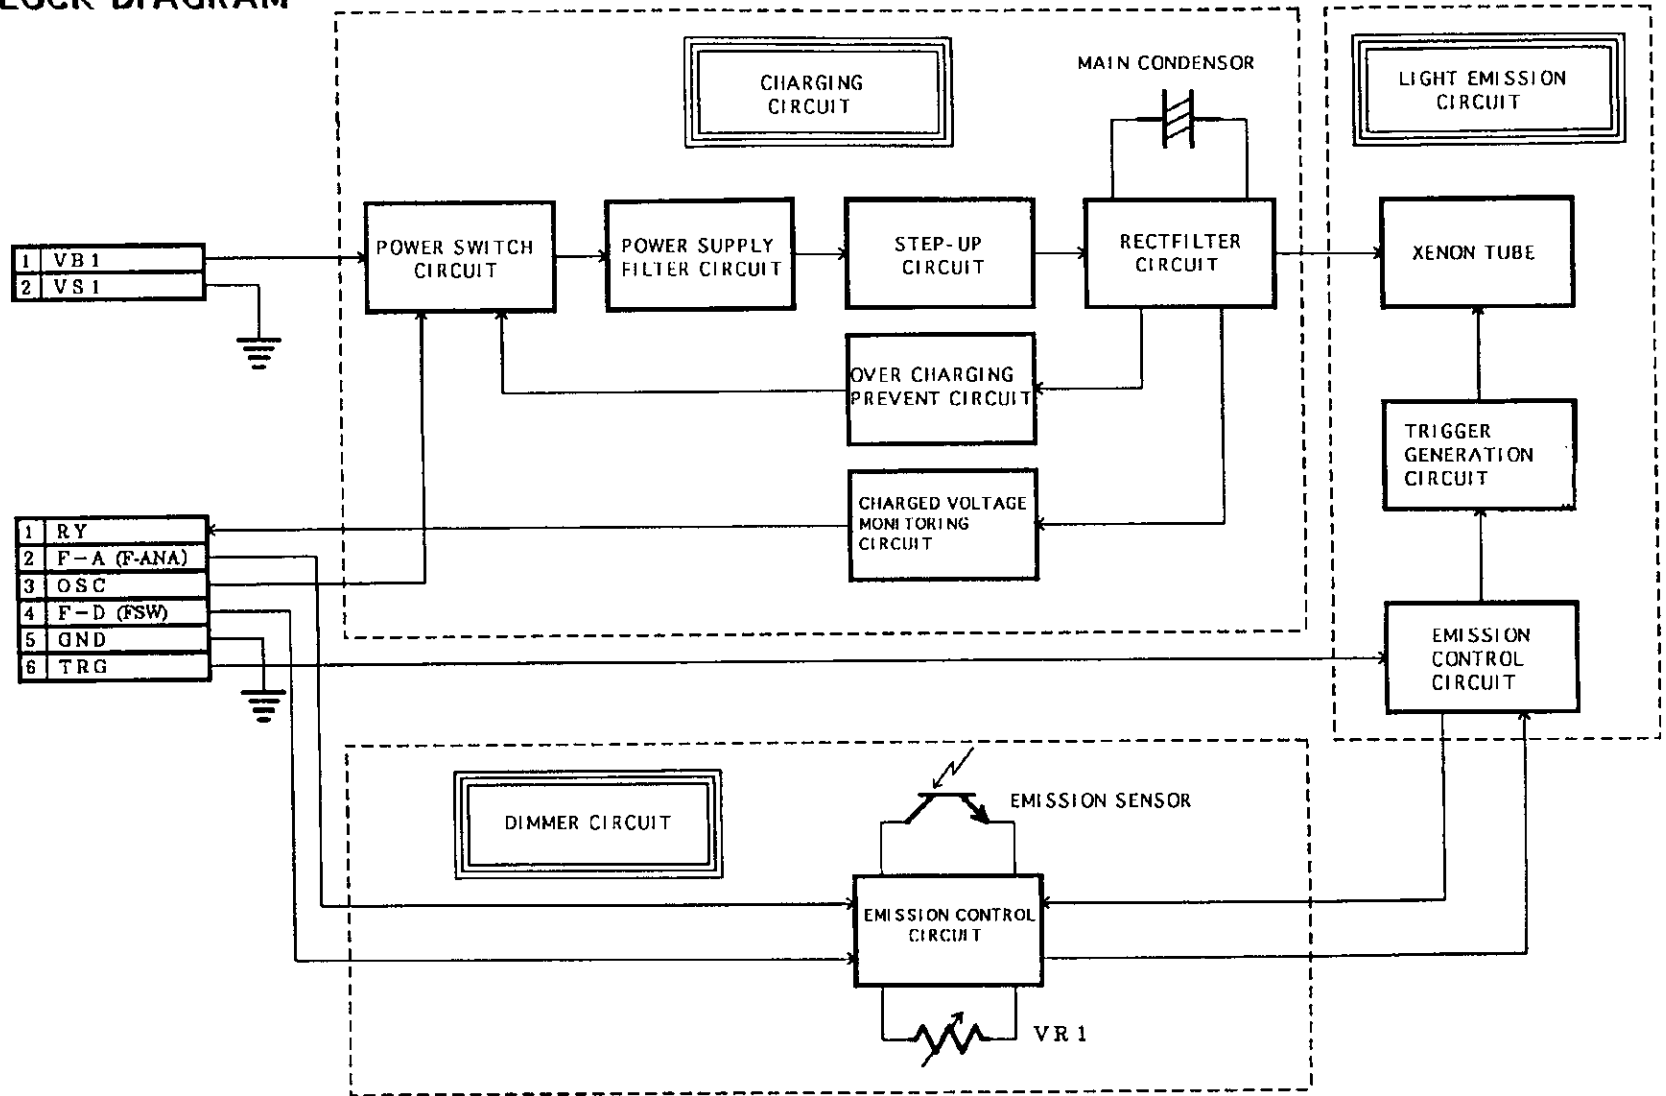 BLOCK DIAGRAM
CHARGING
CIRCUIT
MAIN CONDENSOR
LIGHT EMISSION
CIRCUIT
1 VB1
2 VS1
POWER SWITCH
CIRCUIT
POWER SUPPLY
FILTER CIRCUIT
STEP-UP
CIRCUIT
RECTFILTER
CIRCUIT
XENON TUBE
OVER CHARGING
PREVENT CIRCUIT
TRIGGER
GENERATION
CIRCUIT
CHARGED VOLTAGE
MONITORING
CIRCUIT
1 RY
2 F-A (F-ANA)
3 OSC
4 F-D (FSW)
5 GND
6 TRG
EMISSION
CONTROL
CIRCUIT
DIMMER CIRCUIT
EMISSION SENSOR
EMISSION CONTROL
CIRCUIT
VR1